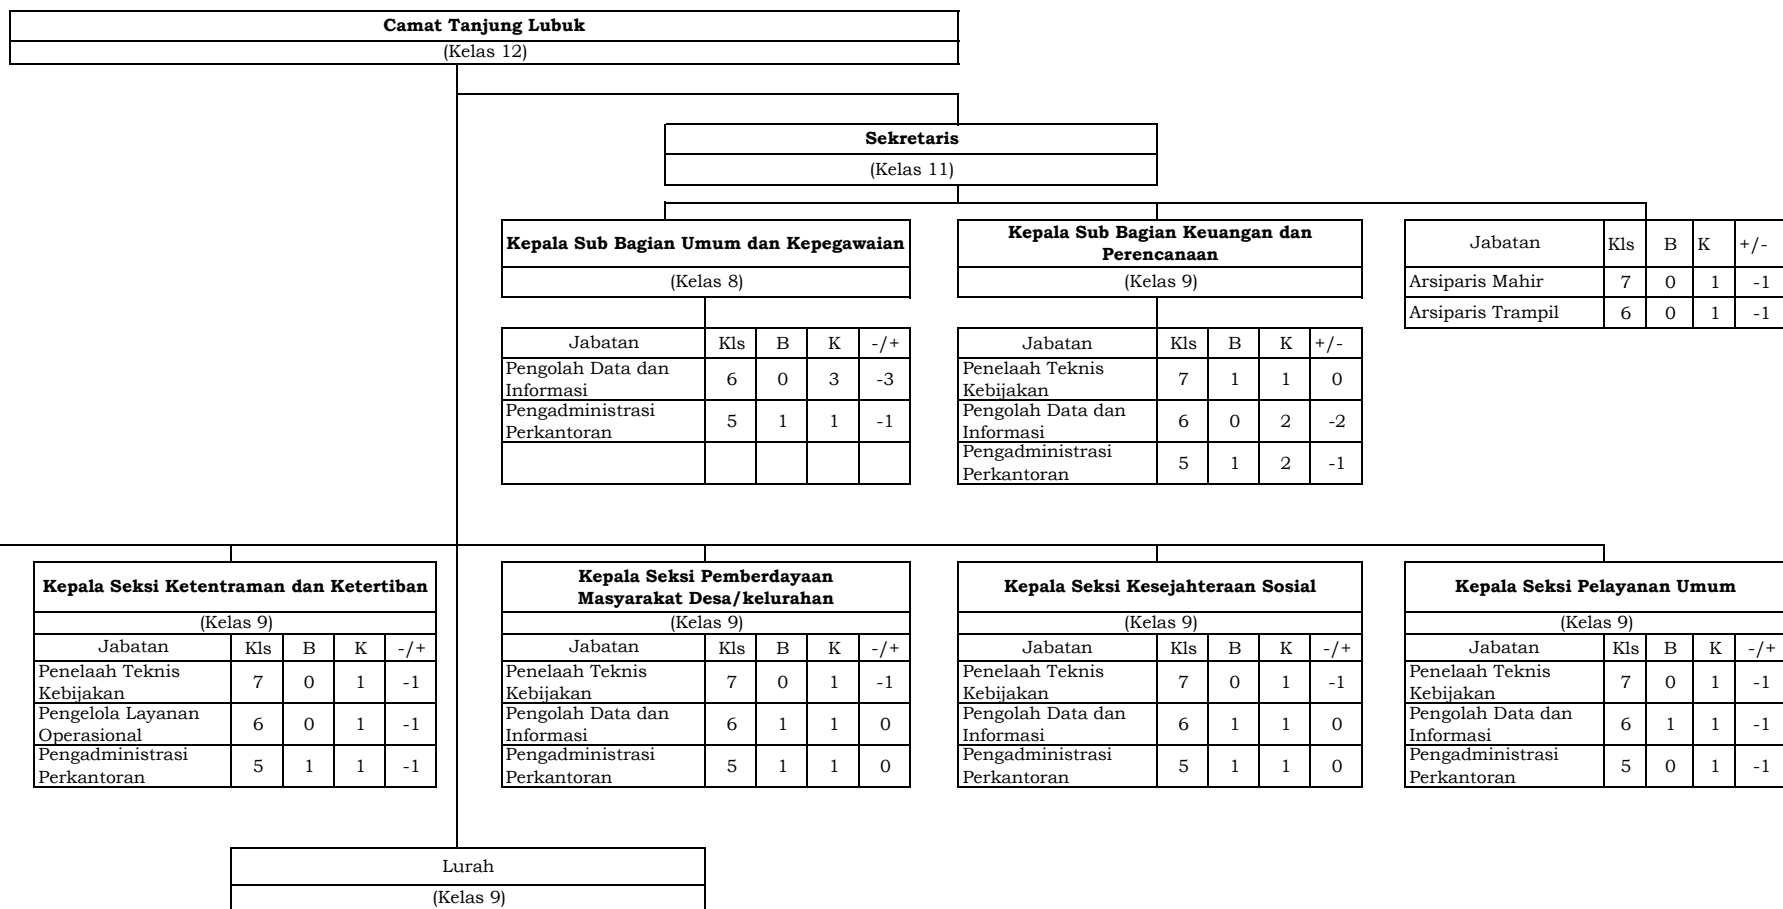 Camat Tanjung Lubuk
(Kelas 12)
Sekretaris
(Kelas 11)
Kepala Sub Bagian Umum dan Kepegawaian
(Kelas 8)
Jabatan Kls B K -/+
Pengolah Data dan
Informasi 6 0 3 -3
Pengadministrasi
Perkantoran 5 1 1 -1
Kepala Sub Bagian Keuangan dan
Perencanaan
(Kelas 9)
Jabatan Kls B K +/-
Penelaah Teknis
Kebijakan 7 1 1 0
Pengolah Data dan
Informasi 6 0 2 -2
Pengadministrasi
Perkantoran 5 1 2 -1
Jabatan Kls B K +/-
Arsiparis Mahir 7 0 1 -1
Arsiparis Trampil 6 0 1 -1
Kepala Seksi Ketentraman dan Ketertiban
(Kelas 9)
Jabatan Kls B K -/+
Penelaah Teknis
Kebijakan 7 0 1 -1
Pengelola Layanan
Operasional 6 0 1 -1
Pengadministrasi
Perkantoran 5 1 1 -1
Kepala Seksi Pemberdayaan
Masyarakat Desa/kelurahan
(Kelas 9)
Jabatan Kls B K -/+
Penelaah Teknis
Kebijakan 7 0 1 -1
Pengolah Data dan
Informasi 6 1 1 0
Pengadministrasi
Perkantoran 5 1 1 0
Kepala Seksi Kesejahteraan Sosial
(Kelas 9)
Jabatan Kls B K -/+
Penelaah Teknis
Kebijakan 7 0 1 -1
Pengolah Data dan
Informasi 6 1 1 0
Pengadministrasi
Perkantoran 5 1 1 0
Kepala Seksi Pelayanan Umum
(Kelas 9)
Jabatan Kls B K -/+
Penelaah Teknis
Kebijakan 7 0 1 -1
Pengolah Data dan
Informasi 6 1 1 -1
Pengadministrasi
Perkantoran 5 0 1 -1
Lurah
(Kelas 9)